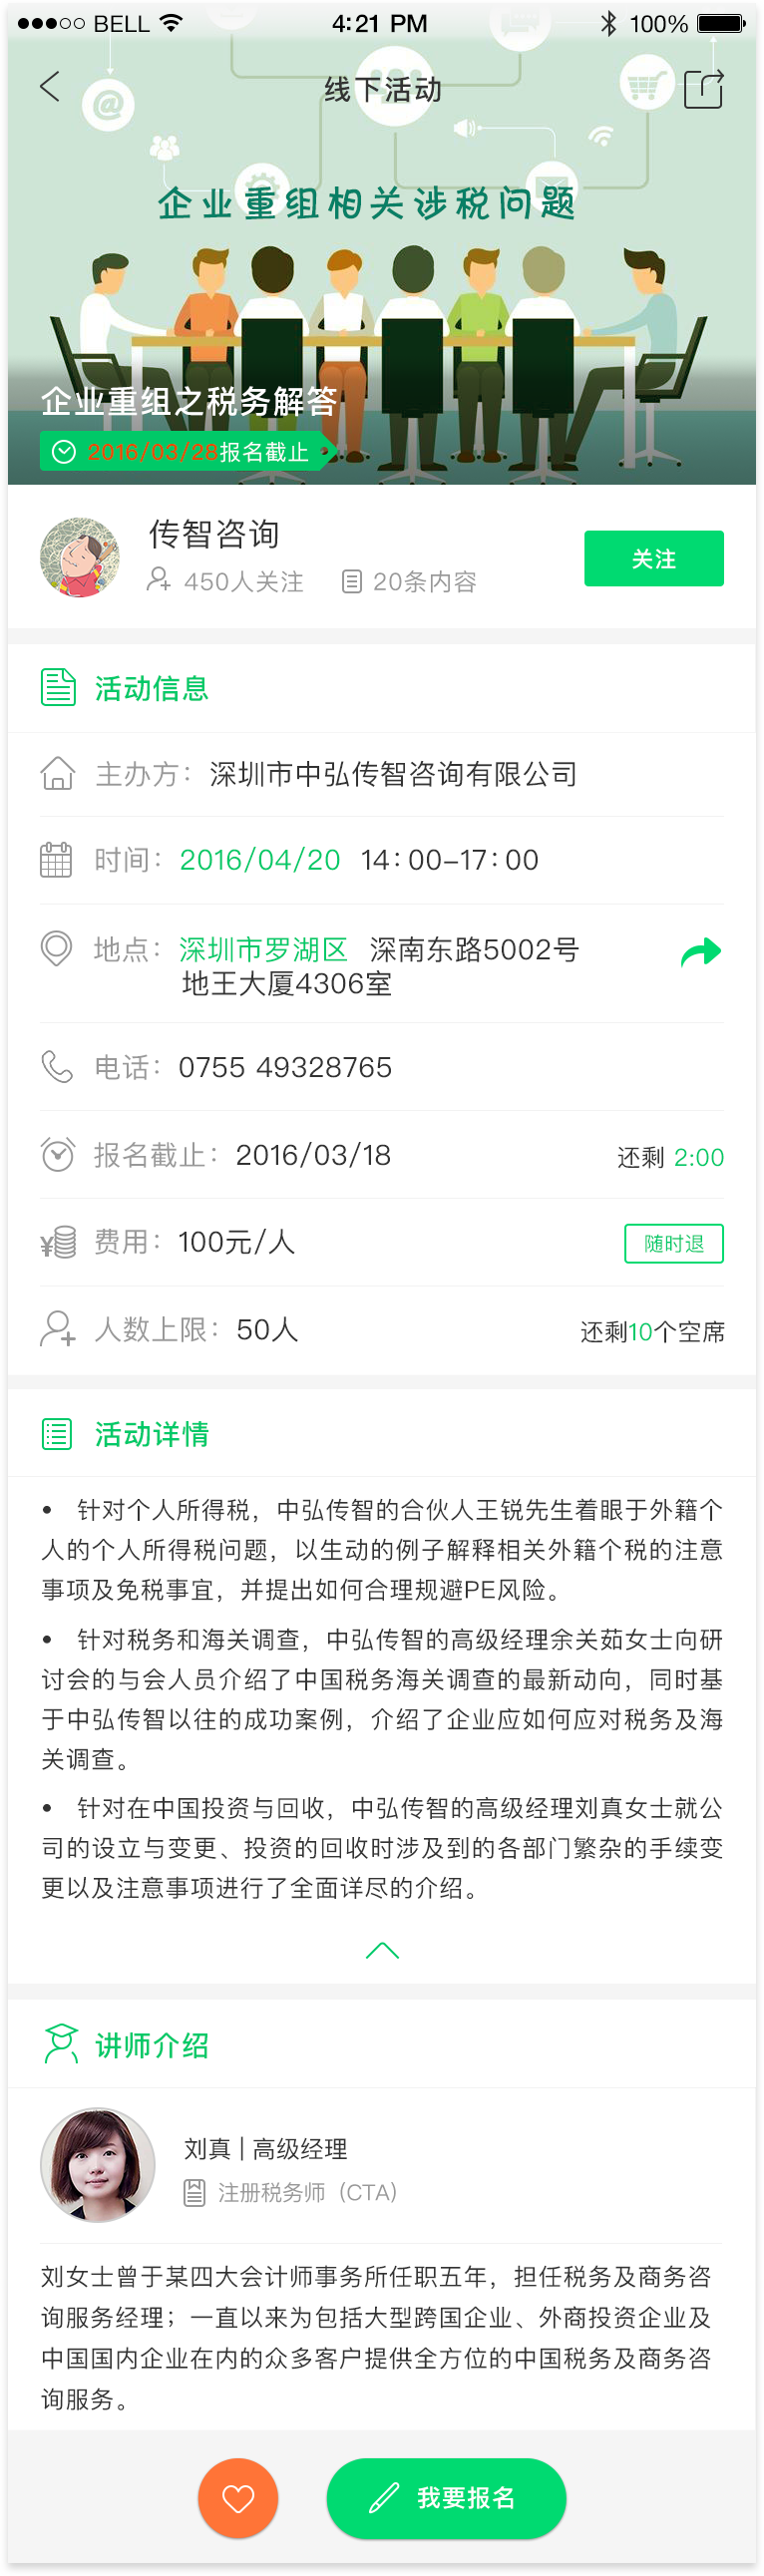 BELL 4:21 PM 100%
线下活动
企业重组相关涉税问题
企业重组之税务解答
2016/03/28报名截止
传智咨询
450人关注 20条内容
关注
活动信息
主办方：深圳市中弘传智咨询有限公司
时间：2016/04/20 14：00-17：00
地点：深圳市罗湖区 深南东路5002号
地王大厦4306室
电话：0755 49328765
报名截止：2016/03/18 还剩 2:00
费用：100元/人 随时退
人数上限：50人 还剩10个空席
活动详情
• 针对个人所得税，中弘传智的合伙人王锐先生着眼于外籍个
人的个人所得税问题，以生动的例子解释相关外籍个税的注意
事项及免税事宜，并提出如何合理规避PE风险。
• 针对税务和海关调查，中弘传智的高级经理余关茹女士向研
讨会的与会人员介绍了中国税务海关调查的最新动向，同时基
于中弘传智以往的成功案例，介绍了企业应如何应对税务及海
关调查。
• 针对在中国投资与回收，中弘传智的高级经理刘真女士就公
司的设立与变更、投资的回收时涉及到的各部门繁杂的手续变
更以及注意事项进行了全面详尽的介绍。
讲师介绍
刘真 | 高级经理
注册税务师（CTA）
刘女士曾于某四大会计师事务所任职五年，担任税务及商务咨
询服务经理；一直以来为包括大型跨国企业、外商投资企业及
中国国内企业在内的众多客户提供全方位的中国税务及商务咨
询服务。
我要报名